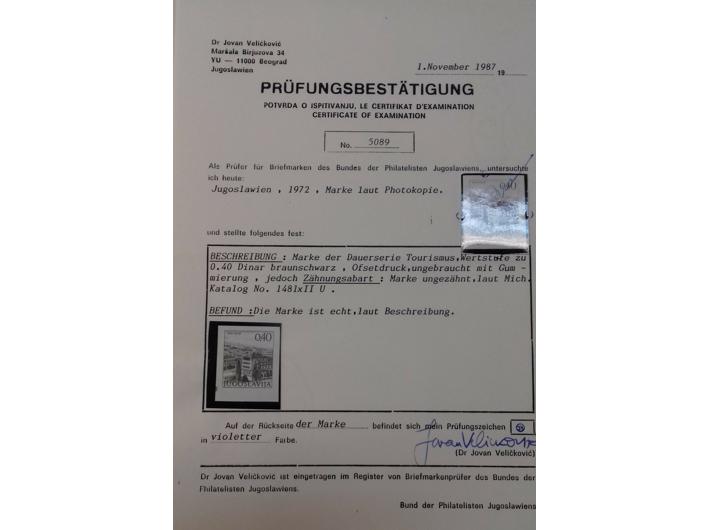 Dr Jovan Veličković
Maršala Birjuzova 34
YU — 11000 Beograd
Jugoslawien
1.November 1987 19
PRÜFUNGSBESTÄTIGUNG
POTVRDA O ISPITIVANJU, LE CERTIFIKAT D'EXAMINATION
CERTIFICATE OF EXAMINATION
No. 5089
Als Prüfer für Briefmarken des Bundes der Philatelisten Jugoslawiens, untersuchte
ich heute:
Jugoslawien , 1972 , Marke laut Photokopie.
0,40
und stellte folgendes fest:
BESCHREIBUNG : Marke der Dauerserie Tourismus,Wertstufe zu
0.40 Dinar braunschwarz , Ofsetdruck,ungebraucht mit Gum -
mierung , jedoch Zähnungsabart : Marke ungezähnt,laut Mich.
Katalog No. 1481xII U .
BEFUND :Die Marke ist echt,laut Beschreibung.
0,40
JUGOSLAVIJA
Auf der Rückseite der Marke befindet sich mein Prüfungszeichen
in violetter Farbe.
Jovan Veličković
(Dr Jovan Veličković)
Dr Jovan Veličković ist eingetragen im Register von Briefmarkenprüfer des Bundes der
Philatelisten Jugoslawiens.
Bund der Philatelisten Jugoslawiens